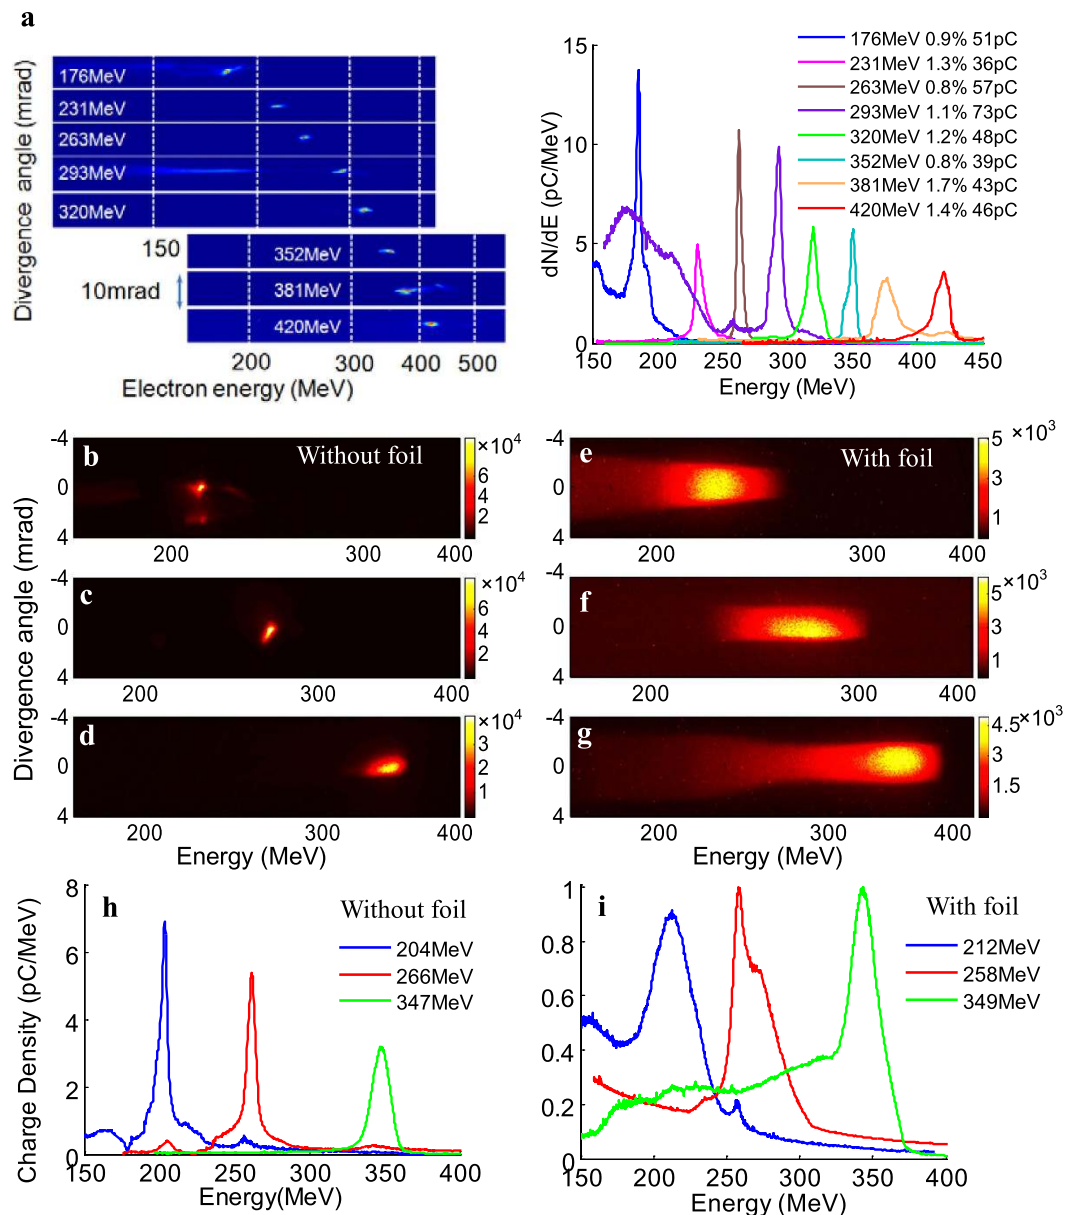 a
Divergence angle (mrad)
176MeV
231MeV
263MeV
293MeV
320MeV
150
352MeV
10mrad
381MeV
420MeV
200 300 400 500
Electron energy (MeV)
15
10
5
0
dN/dE (pC/MeV)
176MeV 0.9% 51pC
231MeV 1.3% 36pC
263MeV 0.8% 57pC
293MeV 1.1% 73pC
320MeV 1.2% 48pC
352MeV 0.8% 39pC
381MeV 1.7% 43pC
420MeV 1.4% 46pC
150 200 250 300 350 400 450
Energy (MeV)
Divergence angle (mrad)
-4
0
4
b
Without foil
×10⁴
6
4
2
200 300 400
-4
0
4
c
×10⁴
6
4
2
200 300 400
-4
0
4
d
×10⁴
3
2
1
200 300 400
Energy (MeV)
-4
0
4
e
With foil
5 ×10³
3
1
200 300 400
-4
0
4
f
5 ×10³
3
1
200 300 400
-4
0
4
g
4.5 ×10³
3
1.5
200 300 400
Energy (MeV)
Charge Density (pC/MeV)
8
6
4
2
0
h
Without foil
204MeV
266MeV
347MeV
150 200 250 300 350 400
Energy(MeV)
1
0.8
0.6
0.4
0.2
0
i
With foil
212MeV
258MeV
349MeV
150 200 250 300 350 400
Energy (MeV)